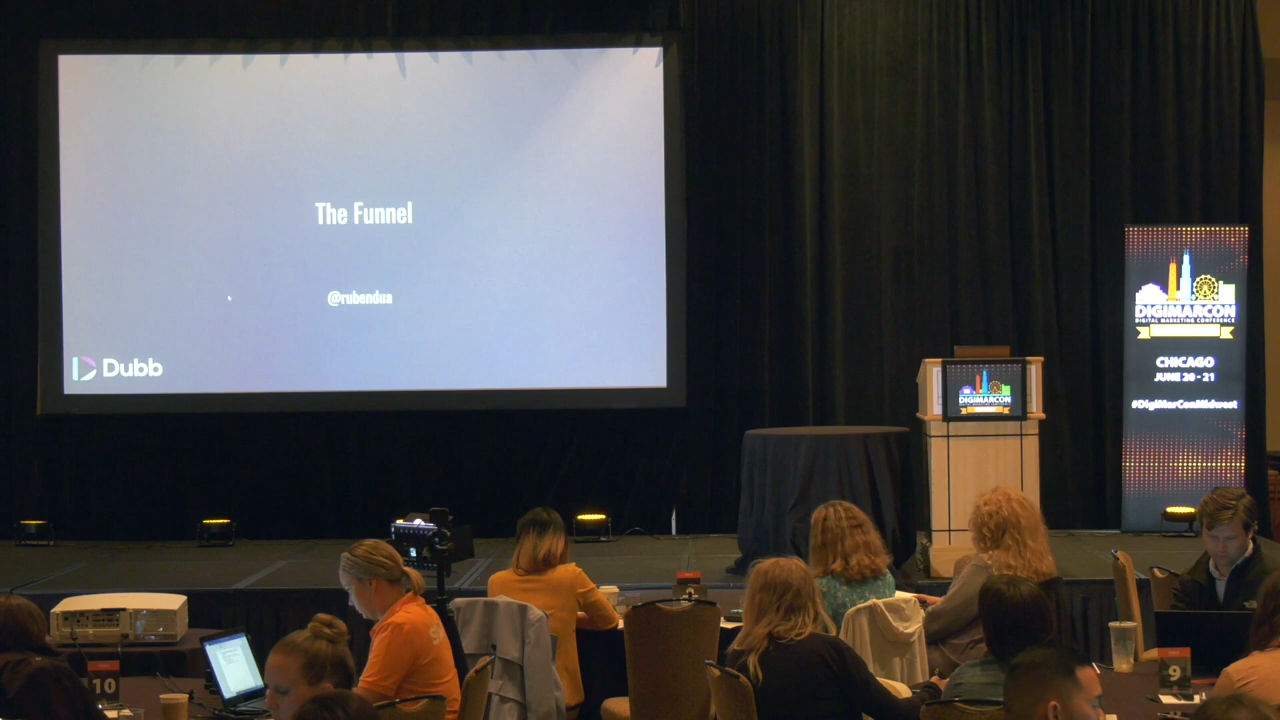 The Funnel
@rubendua
Dubb
DIGIMARCON
DIGITAL MARKETING CONFERENCE
CHICAGO
JUNE 20 - 21
#DigiMarConMidwest
DIGIMARCON
10
9